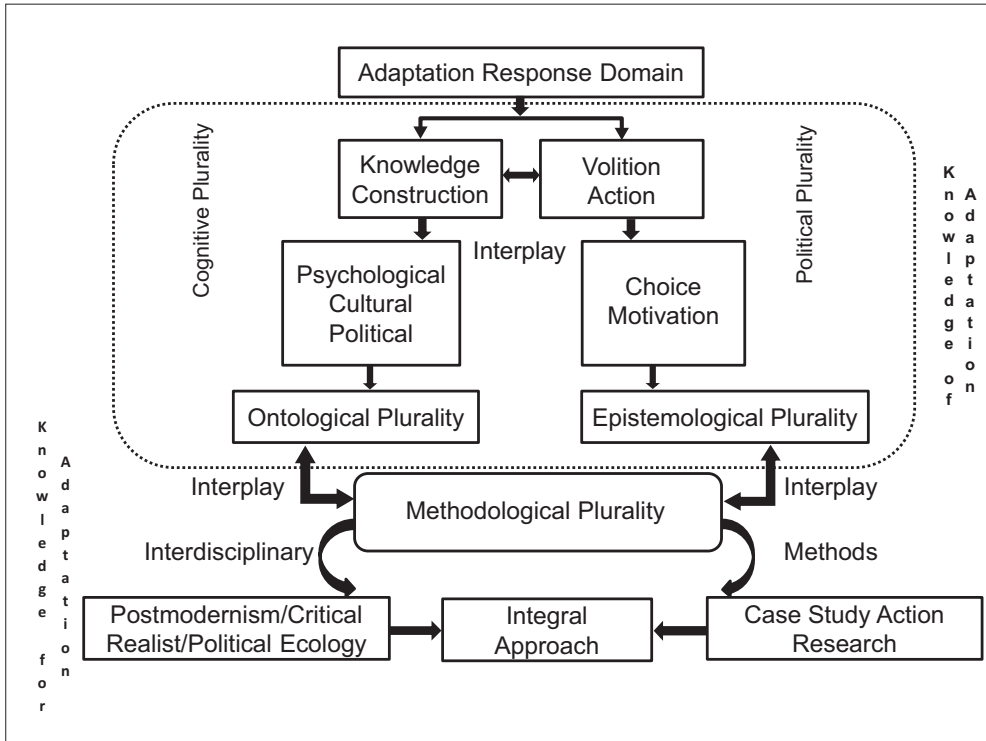 Adaptation Response Domain
Cognitive Plurality
Political Plurality
Knowledge
Construction
Volition
Action
Interplay
Psychological
Cultural
Political
Choice
Motivation
Knowledge of
Adaptation
Ontological Plurality
Epistemological Plurality
Knowledge for
Adaptation
Interplay
Methodological Plurality
Interplay
Interdisciplinary
Methods
Postmodernism/Critical
Realist/Political Ecology
Integral
Approach
Case Study Action
Research